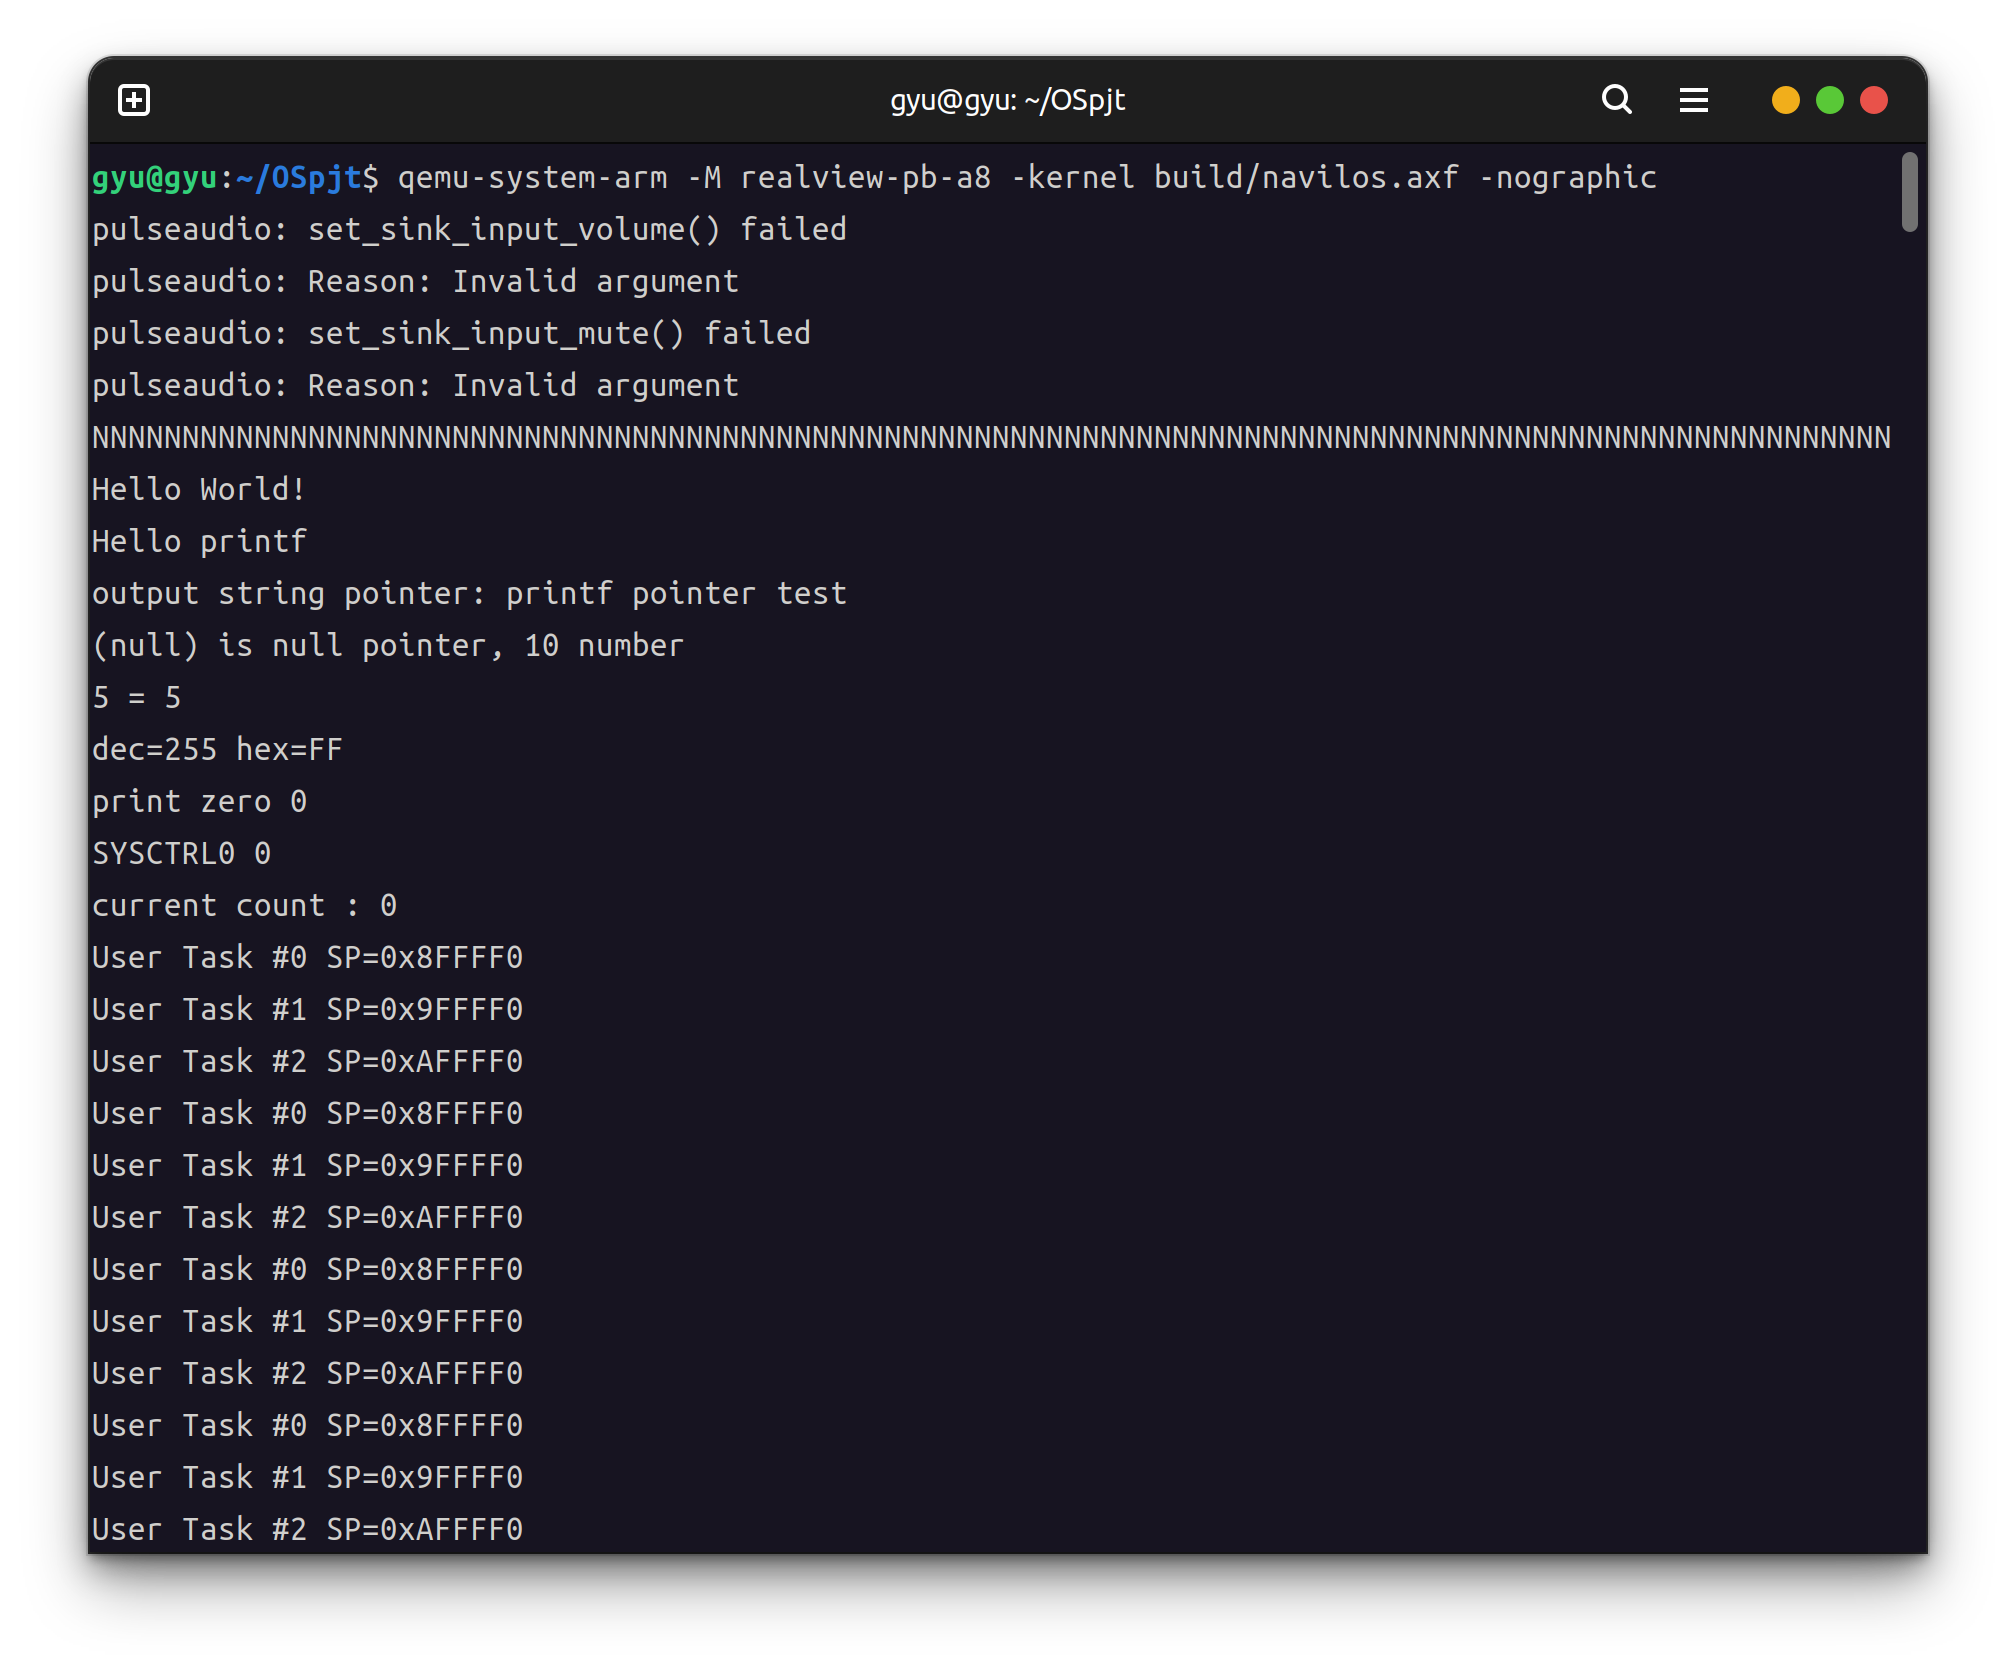 gyu@gyu: ~/OSpjt
gyu@gyu:~/OSpjt$ qemu-system-arm -M realview-pb-a8 -kernel build/navilos.axf -nographic
pulseaudio: set_sink_input_volume() failed
pulseaudio: Reason: Invalid argument
pulseaudio: set_sink_input_mute() failed
pulseaudio: Reason: Invalid argument
NNNNNNNNNNNNNNNNNNNNNNNNNNNNNNNNNNNNNNNNNNNNNNNNNNNNNNNNNNNNNNNNNNNNNNNNNNNNNNNNNNNNNNNNNNNNNNNNNNNN
Hello World!
Hello printf
output string pointer: printf pointer test
(null) is null pointer, 10 number
5 = 5
dec=255 hex=FF
print zero 0
SYSCTRL0 0
current count : 0
User Task #0 SP=0x8FFFF0
User Task #1 SP=0x9FFFF0
User Task #2 SP=0xAFFFF0
User Task #0 SP=0x8FFFF0
User Task #1 SP=0x9FFFF0
User Task #2 SP=0xAFFFF0
User Task #0 SP=0x8FFFF0
User Task #1 SP=0x9FFFF0
User Task #2 SP=0xAFFFF0
User Task #0 SP=0x8FFFF0
User Task #1 SP=0x9FFFF0
User Task #2 SP=0xAFFFF0